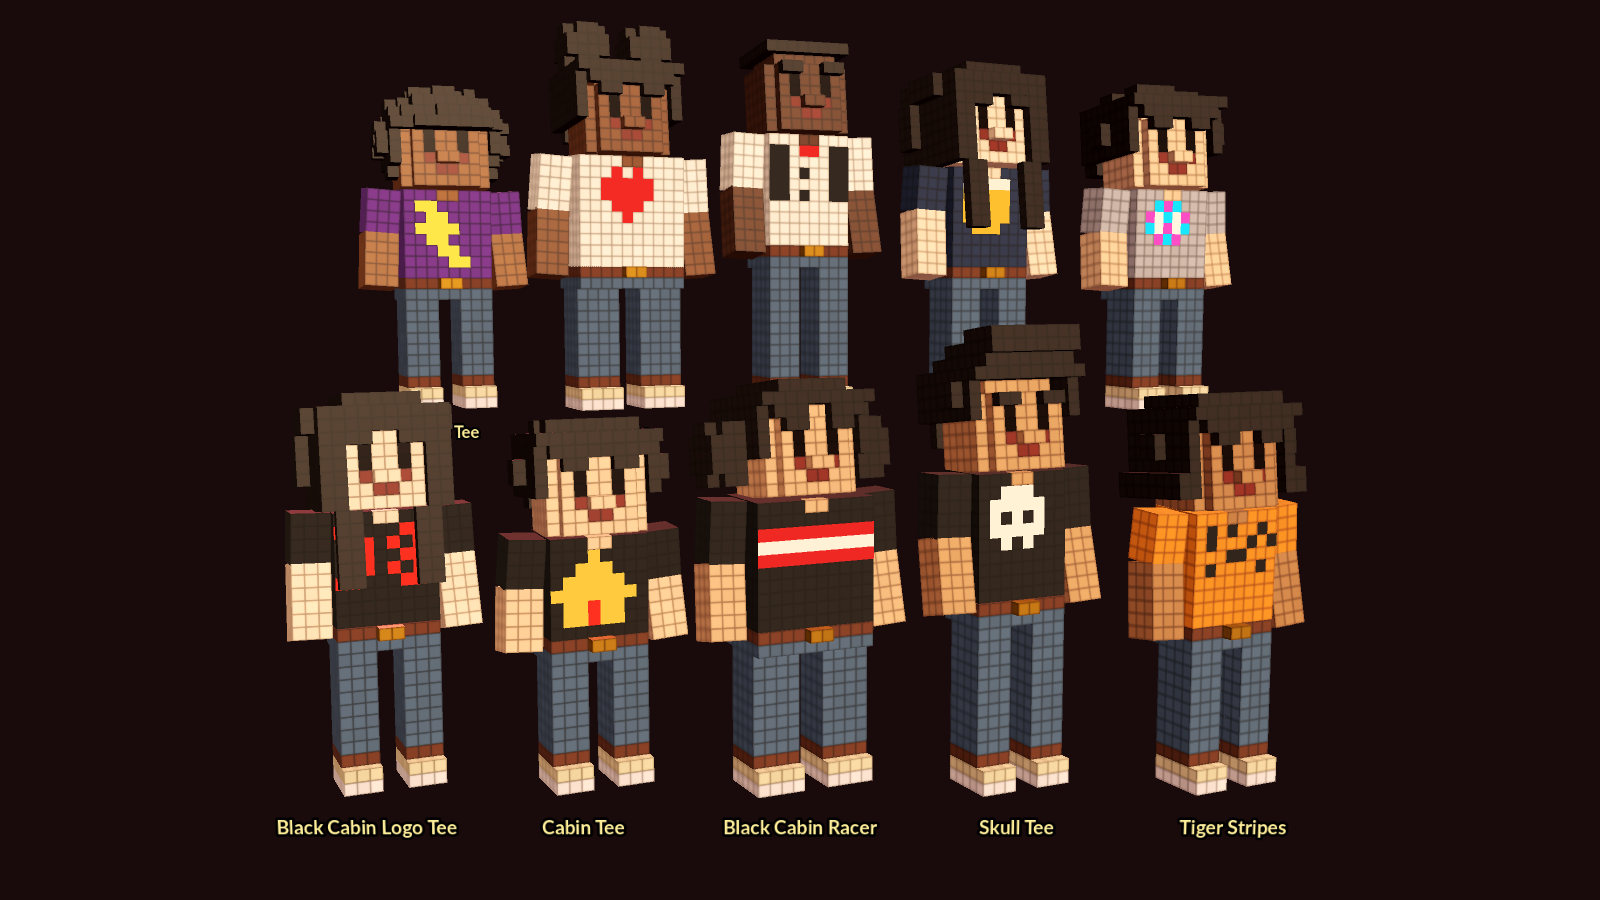 Tee
Black Cabin Logo Tee
Cabin Tee
Black Cabin Racer
Skull Tee
Tiger Stripes